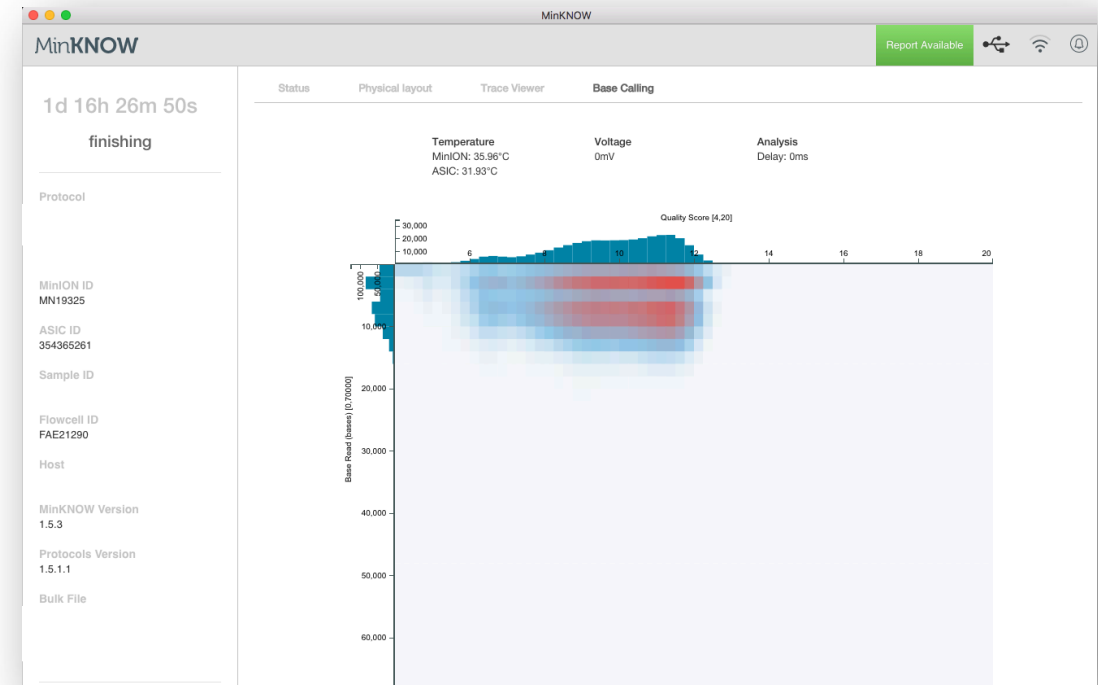 MinKNOW
MinKNOW
Report Available
1d 16h 26m 50s
finishing
Protocol
MinION ID
MN19325
ASIC ID
354365261
Sample ID
Flowcell ID
FAE21290
Host
MinKNOW Version
1.5.3
Protocols Version
1.5.1.1
Bulk File
Status Physical layout Trace Viewer Base Calling
Temperature
MinION: 35.96°C
ASIC: 31.93°C
Voltage
0mV
Analysis
Delay: 0ms
Quality Score [4,20]
30,000
20,000
10,000
6 8 10 12 14 16 18 20
100,000
50,000
Base Read (bases) [0,70000]
10,000
20,000
30,000
40,000
50,000
60,000